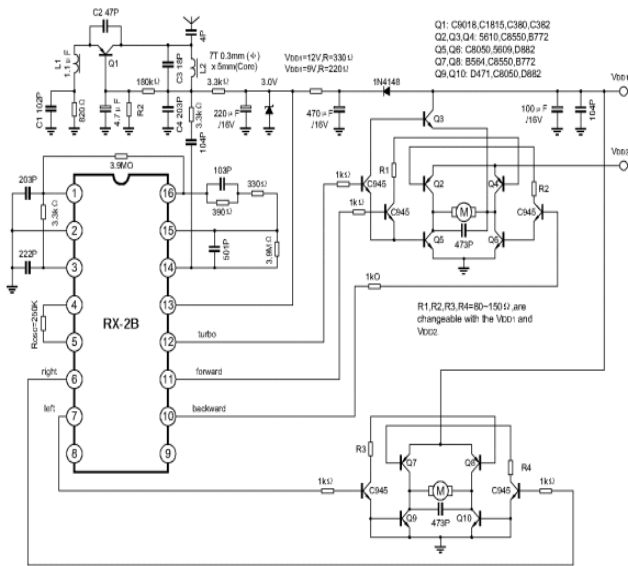 C2 47P
4P
L1
1.1μF
Q1
C3 18P
L2
7T 0.3mm (Φ)
x 5mm(Core)
VDD1=12V,R=330Ω
VDD1=9V,R=220Ω
Q1: C9018,C1815,C380,C382
Q2,Q3,Q4: 5610,C8550,B772
Q5,Q6: C8050,5609,D882
Q7,Q8: B564,C8550,B772
Q9,Q10: D471,C8050,D882
180kΩ
3.3kΩ
3.0V
1N4148
VDD1
C1 102P
820Ω
4.7μF
R2
C4 203P
3.3kΩ
104P
220μF
/16V
470μF
/16V
100μF
/16V
104P
Q3
VDD2
3.9MΩ
203P
3.3kΩ
222P
103P
330Ω
390Ω
501P
3.9MΩ
1kΩ
1kΩ
C945
C945
R1
Q2
Q4
M
473P
Q5
Q6
R2
C945
1
2
3
4
5
6
7
8
16
15
14
13
12
11
10
9
RX-2B
Rosc=250K
right
left
turbo
forward
backward
1kΩ
R1,R2,R3,R4=80~150Ω,are
changeable with the VDD1 and
VDD2
R3
Q7
Q8
R4
1kΩ
C945
M
C945
1kΩ
Q9
473P
Q10